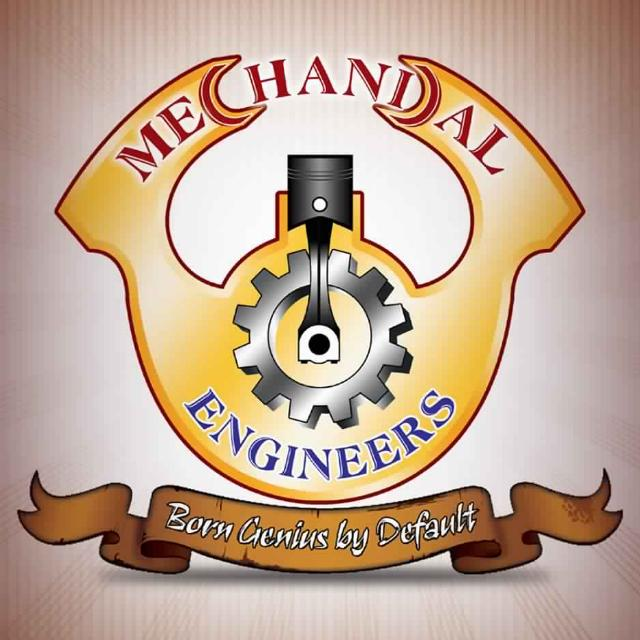 MECHANICAL
ENGINEERS
Born Genius by Default